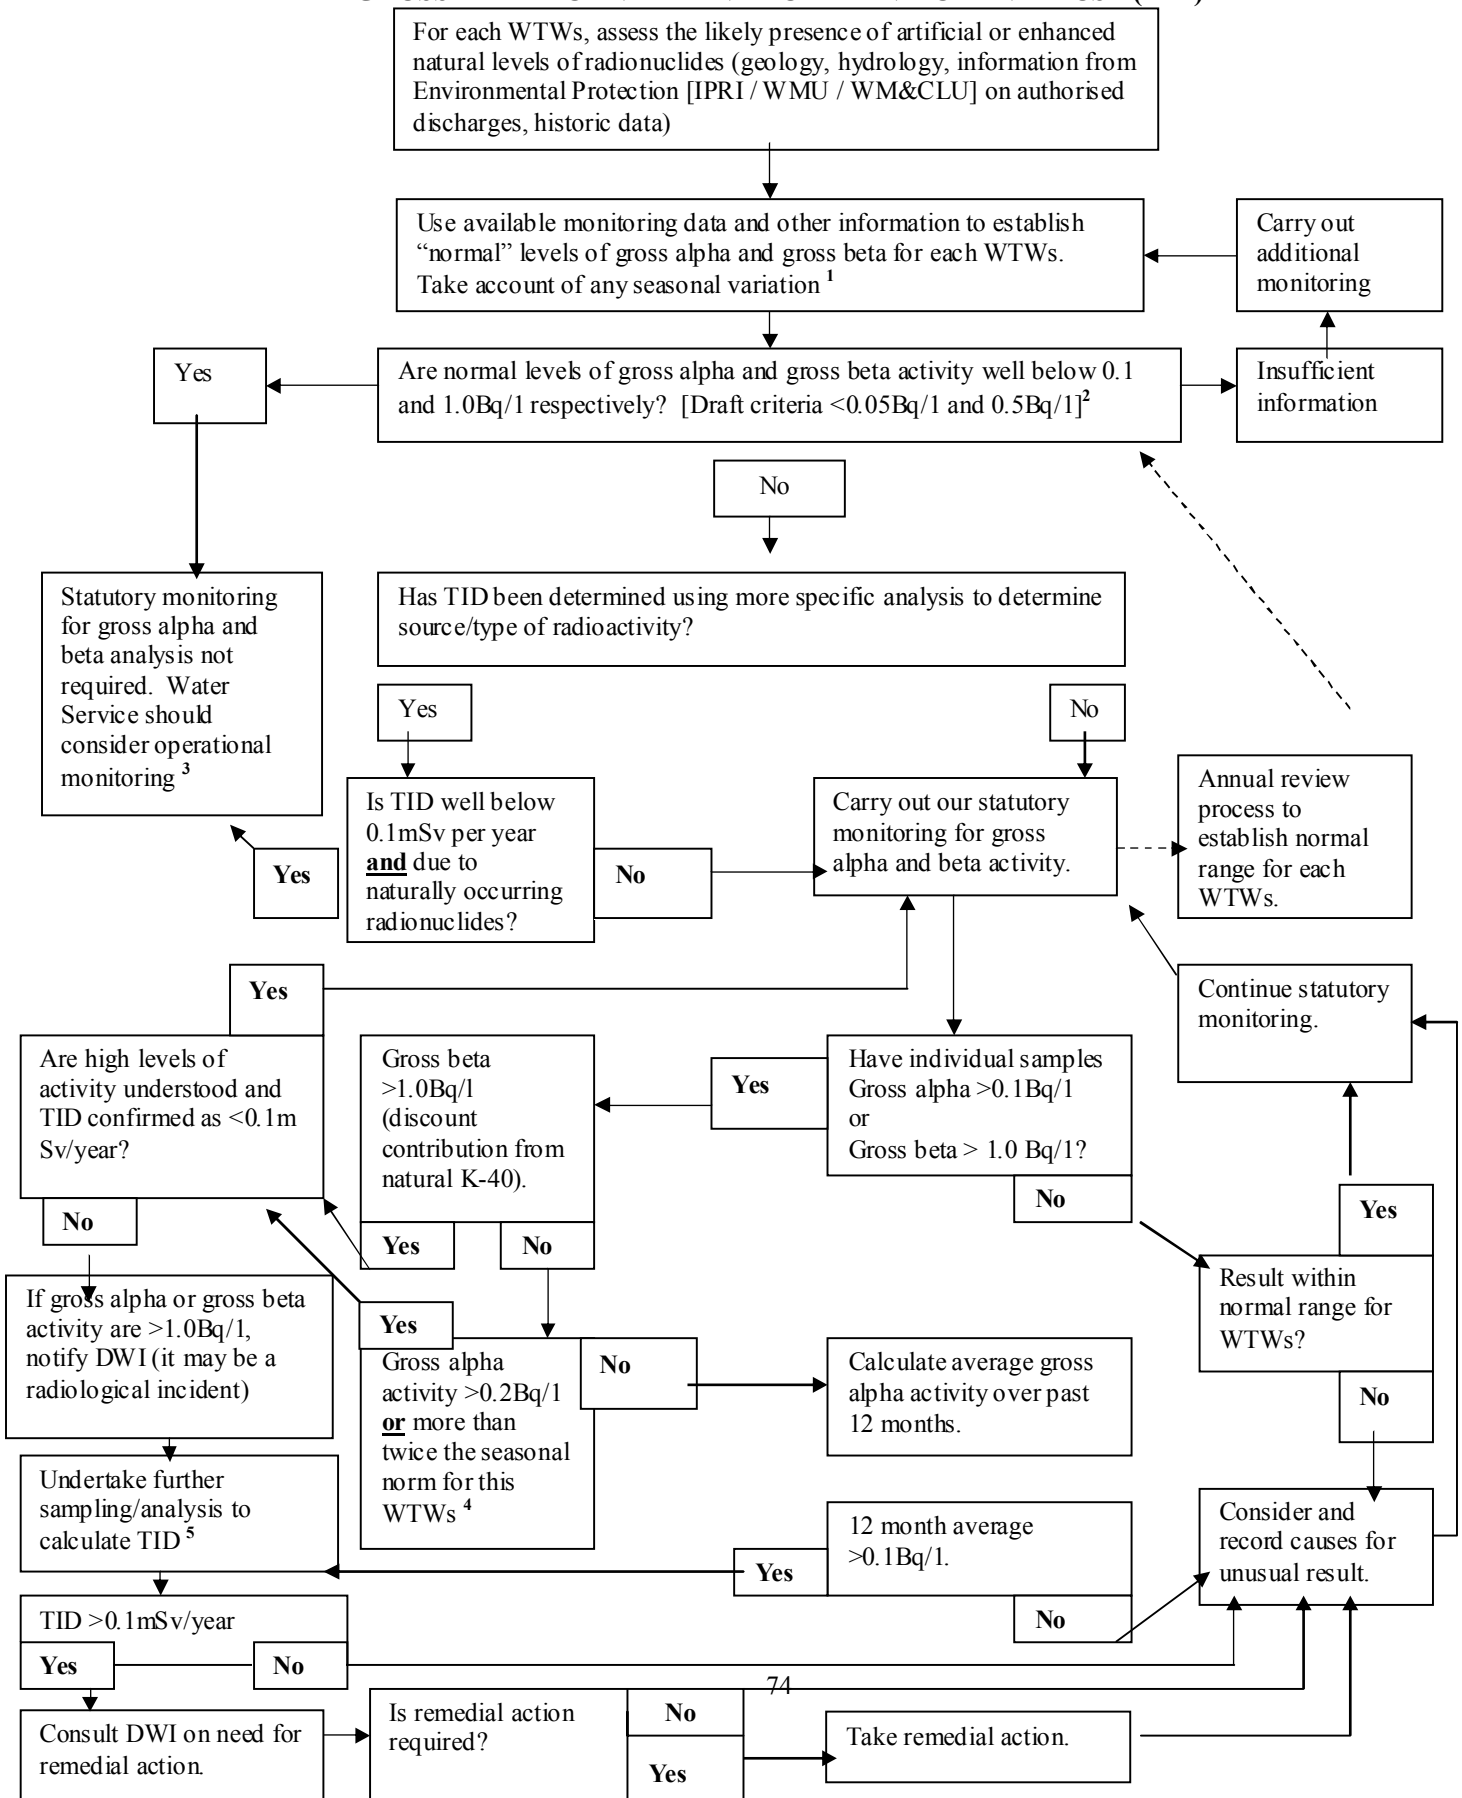 For each WTWs, assess the likely presence of artificial or enhanced
natural levels of radionuclides (geology, hydrology, information from
Environmental Protection [IPRI / WMU / WM&CLU] on authorised
discharges, historic data)
Use available monitoring data and other information to establish
“normal” levels of gross alpha and gross beta for each WTWs.
Take account of any seasonal variation 1
Carry out
additional
monitoring
Yes
Are normal levels of gross alpha and gross beta activity well below 0.1
and 1.0Bq/1 respectively? [Draft criteria <0.05Bq/1 and 0.5Bq/1]2
Insufficient
information
No
Statutory monitoring
for gross alpha and
beta analysis not
required. Water
Service should
consider operational
monitoring 3
Has TID been determined using more specific analysis to determine
source/type of radioactivity?
Yes
No
Is TID well below
0.1mSv per year
and due to
naturally occurring
radionuclides?
Yes
No
Carry out our statutory
monitoring for gross
alpha and beta activity.
Annual review
process to
establish normal
range for each
WTWs.
Yes
Continue statutory
monitoring.
Are high levels of
activity understood and
TID confirmed as <0.1m
Sv/year?
No
Gross beta
>1.0Bq/l
(discount
contribution from
natural K-40).
Yes
No
Yes
Have individual samples
Gross alpha >0.1Bq/1
or
Gross beta > 1.0 Bq/1?
No
Yes
Result within
normal range for
WTWs?
No
If gross alpha or gross beta
activity are >1.0Bq/1,
notify DWI (it may be a
radiological incident)
Yes
Gross alpha
activity >0.2Bq/1
or more than
twice the seasonal
norm for this
WTWs 4
No
Calculate average gross
alpha activity over past
12 months.
Undertake further
sampling/analysis to
calculate TID 5
12 month average
>0.1Bq/1.
Yes
No
Consider and
record causes for
unusual result.
TID >0.1mSv/year
Yes
No
74
Consult DWI on need for
remedial action.
Is remedial action
required?
No
Yes
Take remedial action.